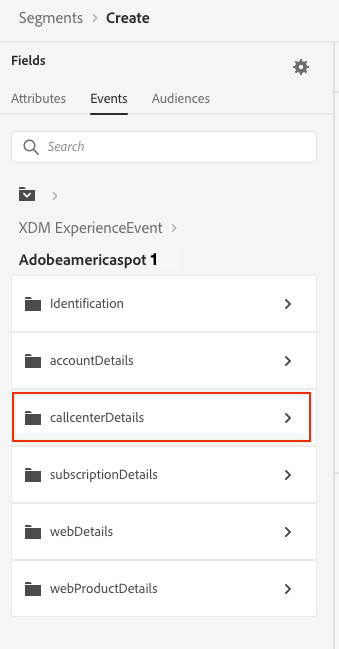 Segments > Create
Fields
Attributes Events Audiences
Search
XDM ExperienceEvent
Adobeamericaspot 1
Identification
accountDetails
callcenterDetails
subscriptionDetails
webDetails
webProductDetails